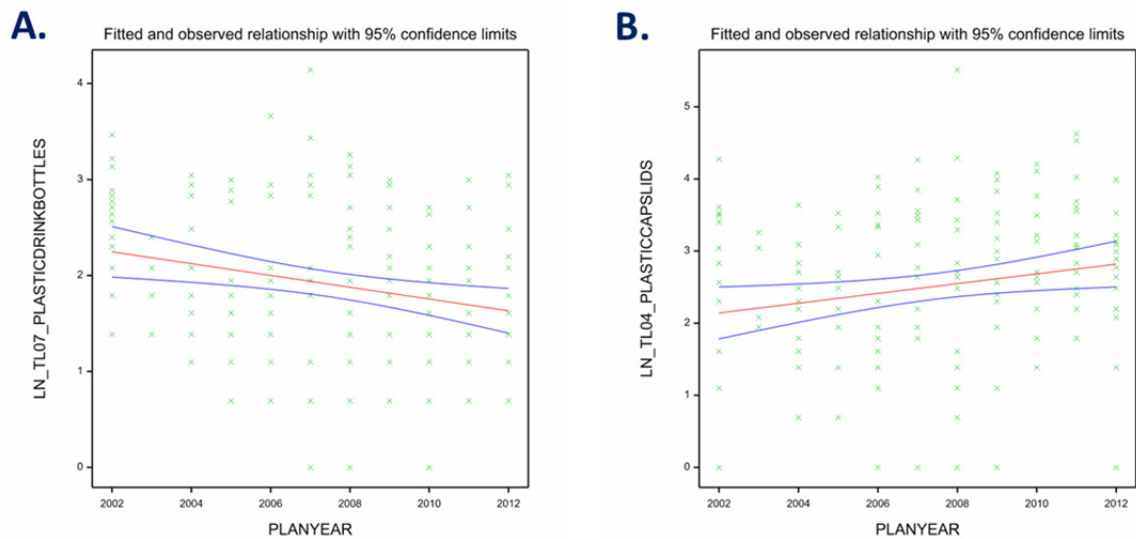 A.
Fitted and observed relationship with 95% confidence limits
LN_TL07_PLASTICDRINKBOTTLES
4
3
2
1
0
2002 2004 2006 2008 2010 2012
PLANYEAR
B.
Fitted and observed relationship with 95% confidence limits
LN_TL04_PLASTICCAPSLIDS
5
4
3
2
1
0
2002 2004 2006 2008 2010 2012
PLANYEAR